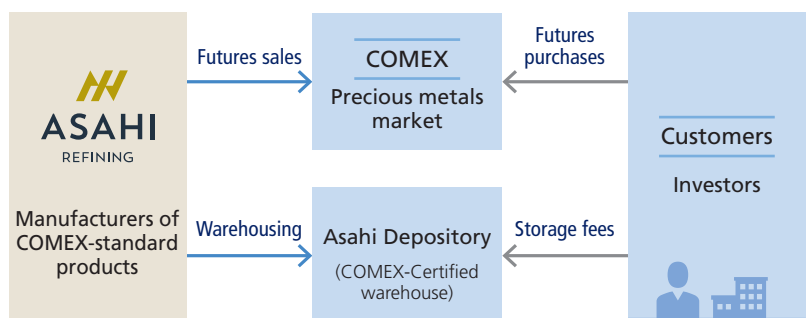 ASAHI
REFINING
Manufacturers of
COMEX-standard
products
Futures sales
COMEX
Precious metals
market
Futures
purchases
Warehousing
Asahi Depository
(COMEX-Certified
warehouse)
Storage fees
Customers
Investors